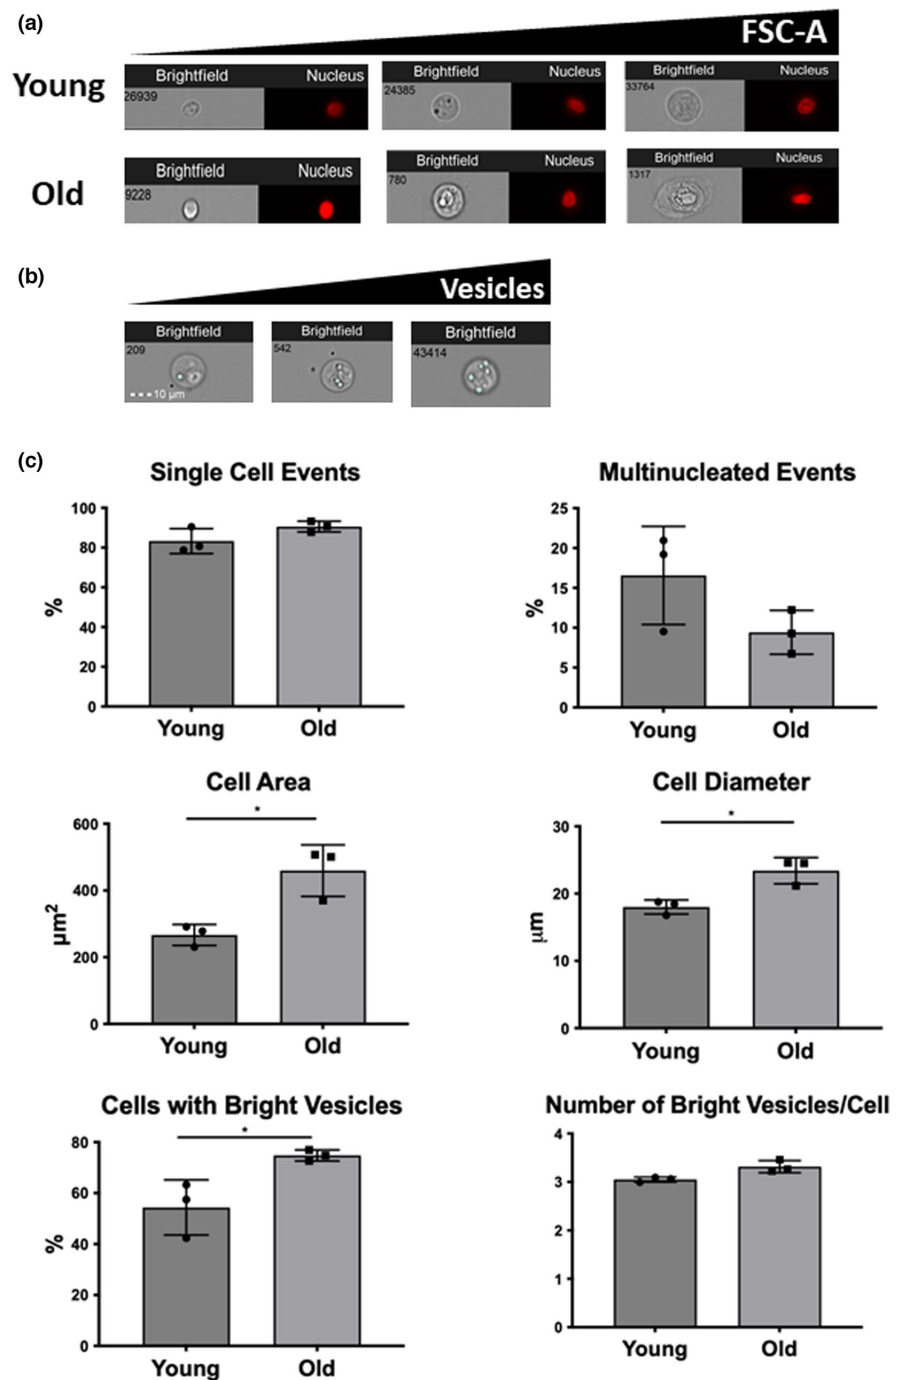 (a)
FSC-A
Young
Brightfield Nucleus
26939
Brightfield Nucleus
24385
Brightfield Nucleus
33764
Old
Brightfield Nucleus
9228
Brightfield Nucleus
780
Brightfield Nucleus
1317
(b)
Vesicles
Brightfield
209
10 µm
Brightfield
542
Brightfield
43414
(c)
Single Cell Events
%
100
80
60
40
20
0
Young Old
Multinucleated Events
%
25
20
15
10
5
0
Young Old
Cell Area
*
µm2
600
400
200
0
Young Old
Cell Diameter
*
µm
30
20
10
0
Young Old
Cells with Bright Vesicles
*
%
80
60
40
20
0
Young Old
Number of Bright Vesicles/Cell
4
3
2
1
0
Young Old